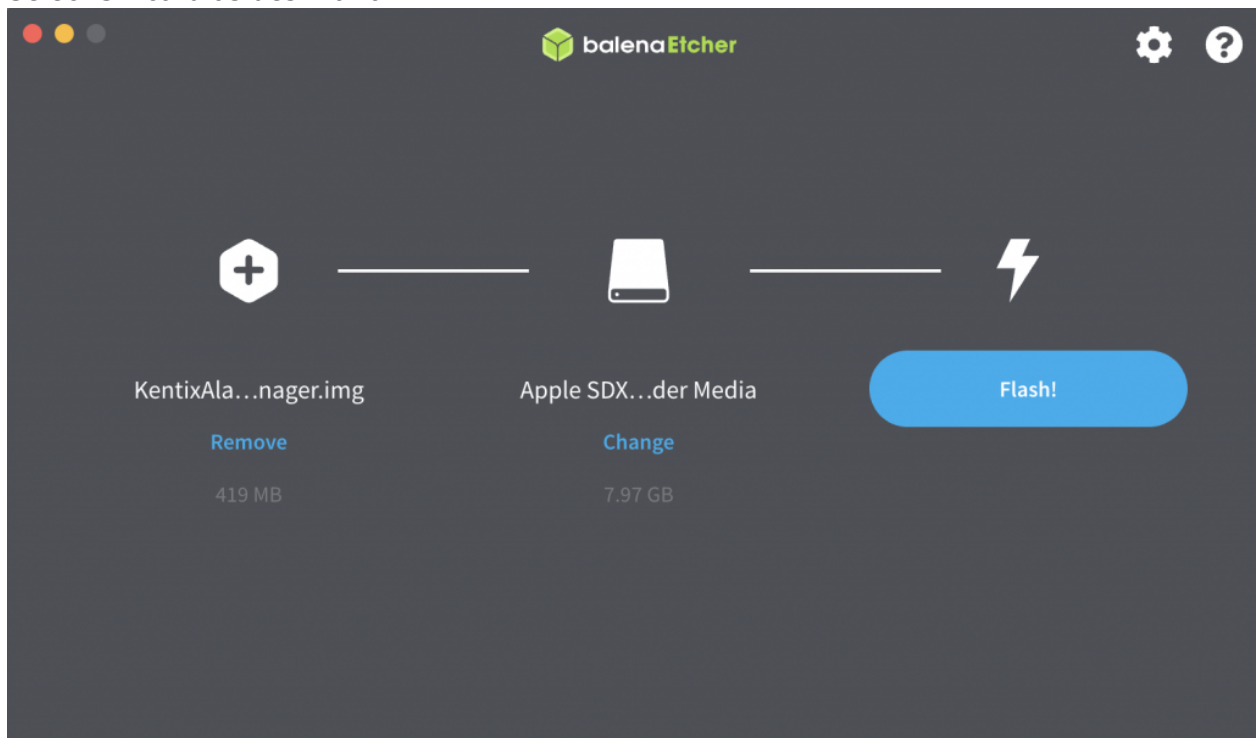 balenaEtcher
KentixAla...nager.img
Apple SDX...der Media
Flash!
Remove
Change
419 MB
7.97 GB